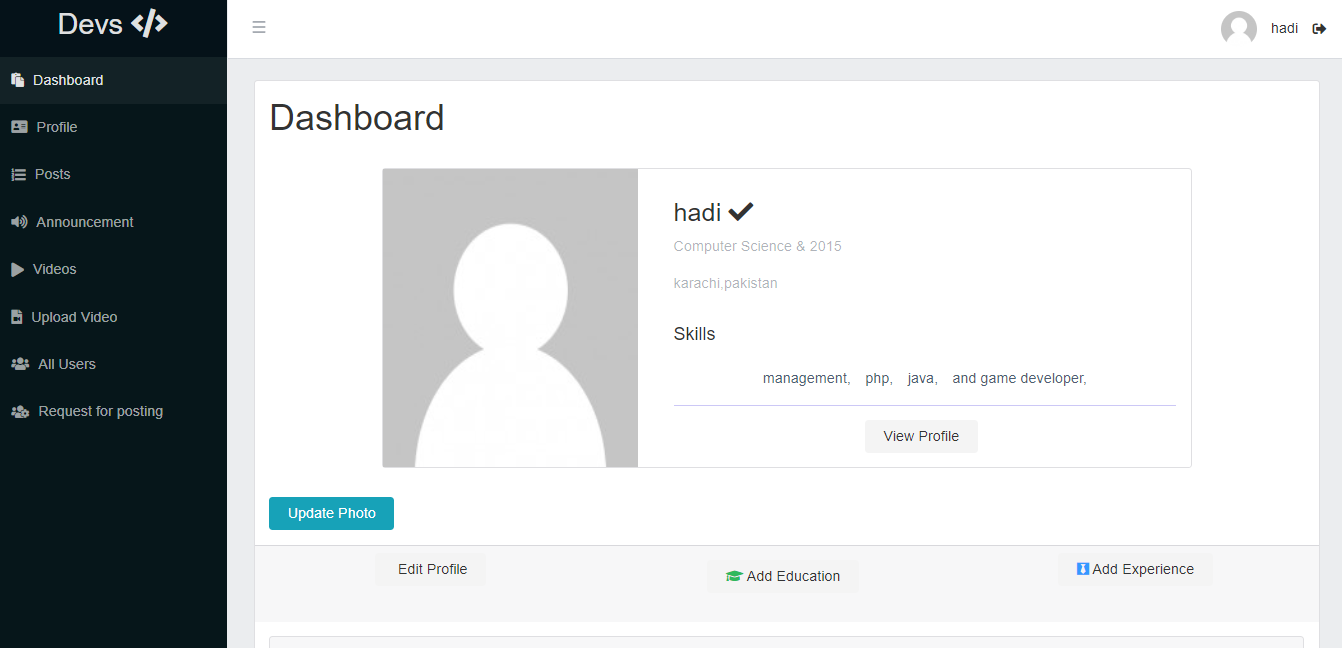 Devs
hadi
Dashboard
Profile
Posts
Announcement
Videos
Upload Video
All Users
Request for posting
Dashboard
hadi
Computer Science & 2015
karachi,pakistan
Skills
management, php, java, and game developer,
View Profile
Update Photo
Edit Profile
Add Education
Add Experience